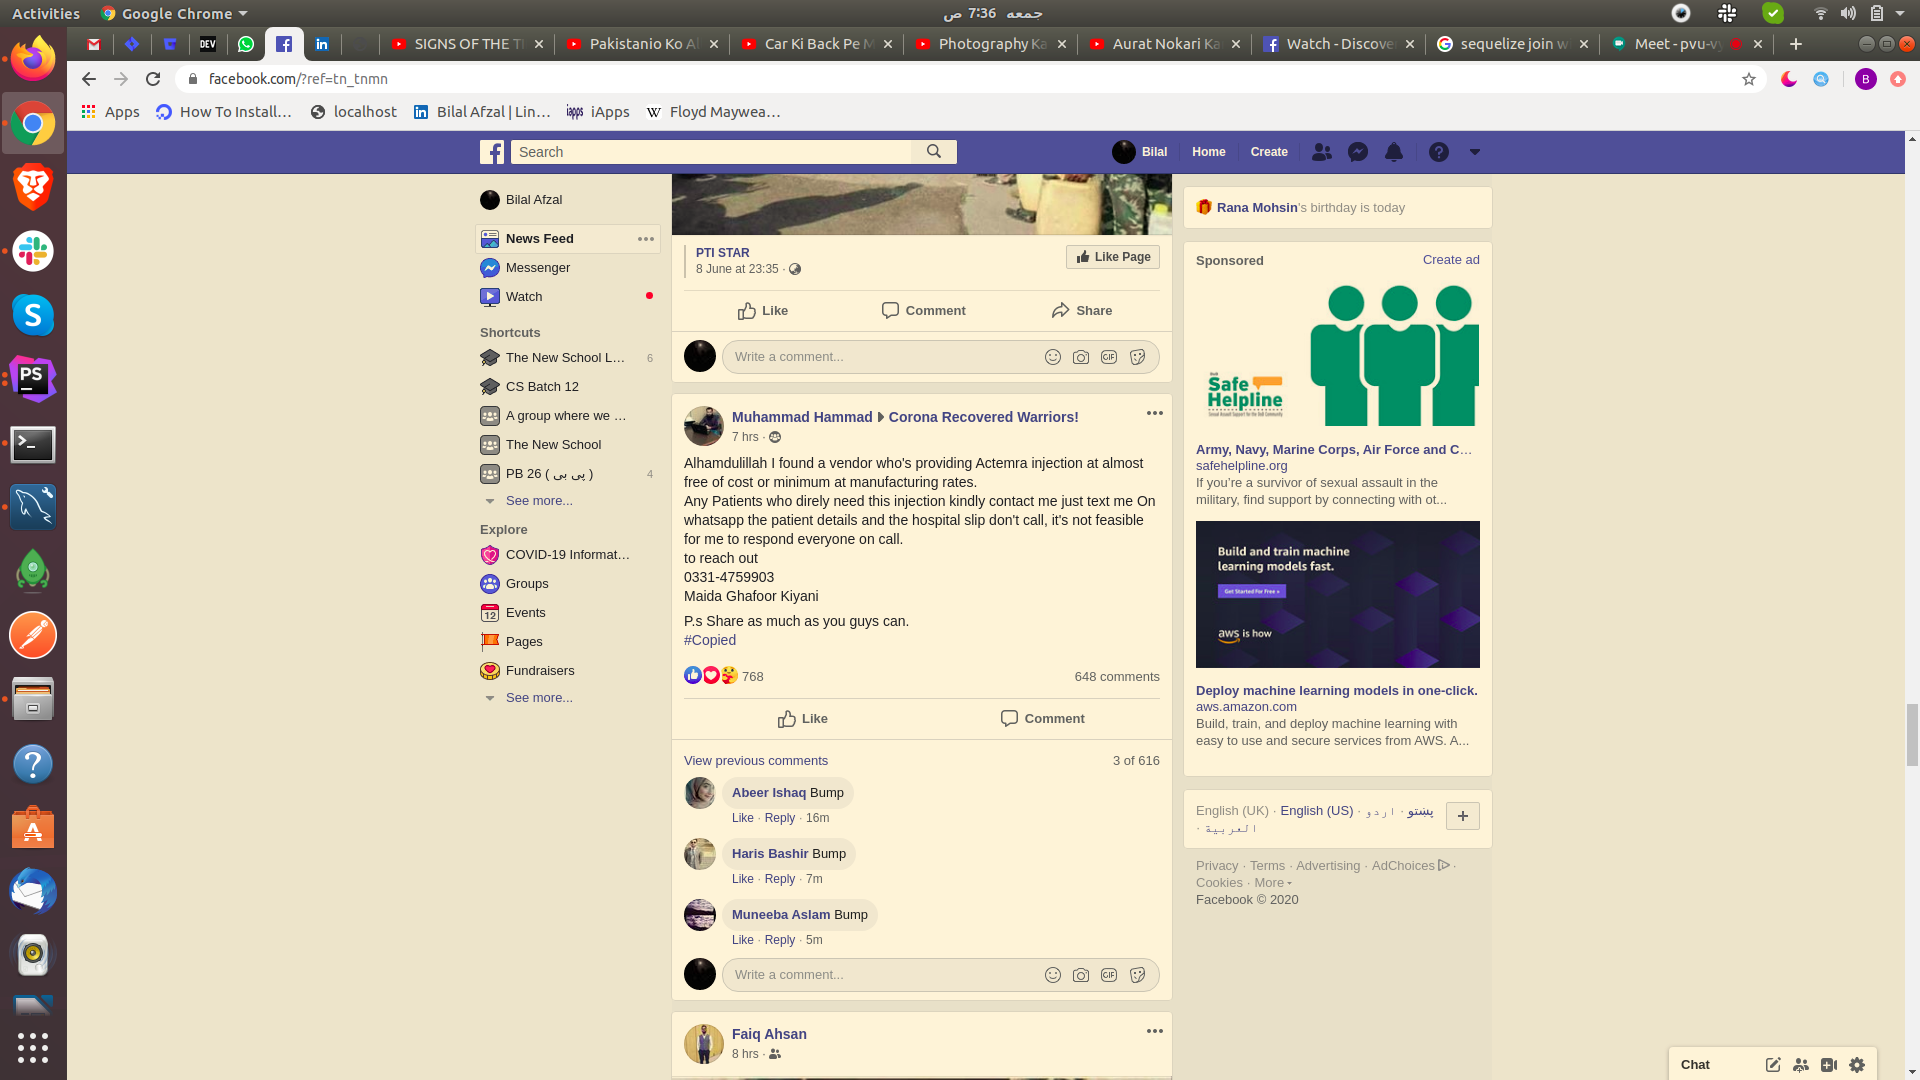 Activities Google Chrome جمعه 7:36 ص
SIGNS OF THE T Pakistanio Ko Al Car Ki Back Pe M Photography Ka Aurat Nokari Ka Watch - Discove sequelize join w Meet - pvu-v
facebook.com/?ref=tn_tnmn
Apps How To Install... localhost Bilal Afzal | Lin... iApps Floyd Maywea...
Search Bilal Home Create
Bilal Afzal
News Feed
Messenger
Watch
Shortcuts
The New School L... 6
CS Batch 12
A group where we ...
The New School
PB 26 ( پی بی ) 4
See more...
Explore
COVID-19 Informat...
Groups
Events
Pages
Fundraisers
See more...
PTI STAR
8 June at 23:35 ·
Like Page
Like Comment Share
Write a comment...
Muhammad Hammad Corona Recovered Warriors!
7 hrs ·
Alhamdulillah I found a vendor who's providing Actemra injection at almost
free of cost or minimum at manufacturing rates.
Any Patients who direly need this injection kindly contact me just text me On
whatsapp the patient details and the hospital slip don't call, it's not feasible
for me to respond everyone on call.
to reach out
0331-4759903
Maida Ghafoor Kiyani
P.s Share as much as you guys can.
#Copied
768 648 comments
Like Comment
View previous comments 3 of 616
Abeer Ishaq Bump
Like · Reply · 16m
Haris Bashir Bump
Like · Reply · 7m
Muneeba Aslam Bump
Like · Reply · 5m
Write a comment...
Faiq Ahsan
8 hrs ·
Rana Mohsin's birthday is today
Sponsored Create ad
Safe
Helpline
Army, Navy, Marine Corps, Air Force and C...
safehelpline.org
If you're a survivor of sexual assault in the
military, find support by connecting with ot...
Build and train machine
learning models fast.
Get Started For Free »
aws is how
Deploy machine learning models in one-click.
aws.amazon.com
Build, train, and deploy machine learning with
easy to use and secure services from AWS. A...
English (UK) · English (US) · اردو · پښتو
· العربية
Privacy · Terms · Advertising · AdChoices ·
Cookies · More
Facebook © 2020
Chat